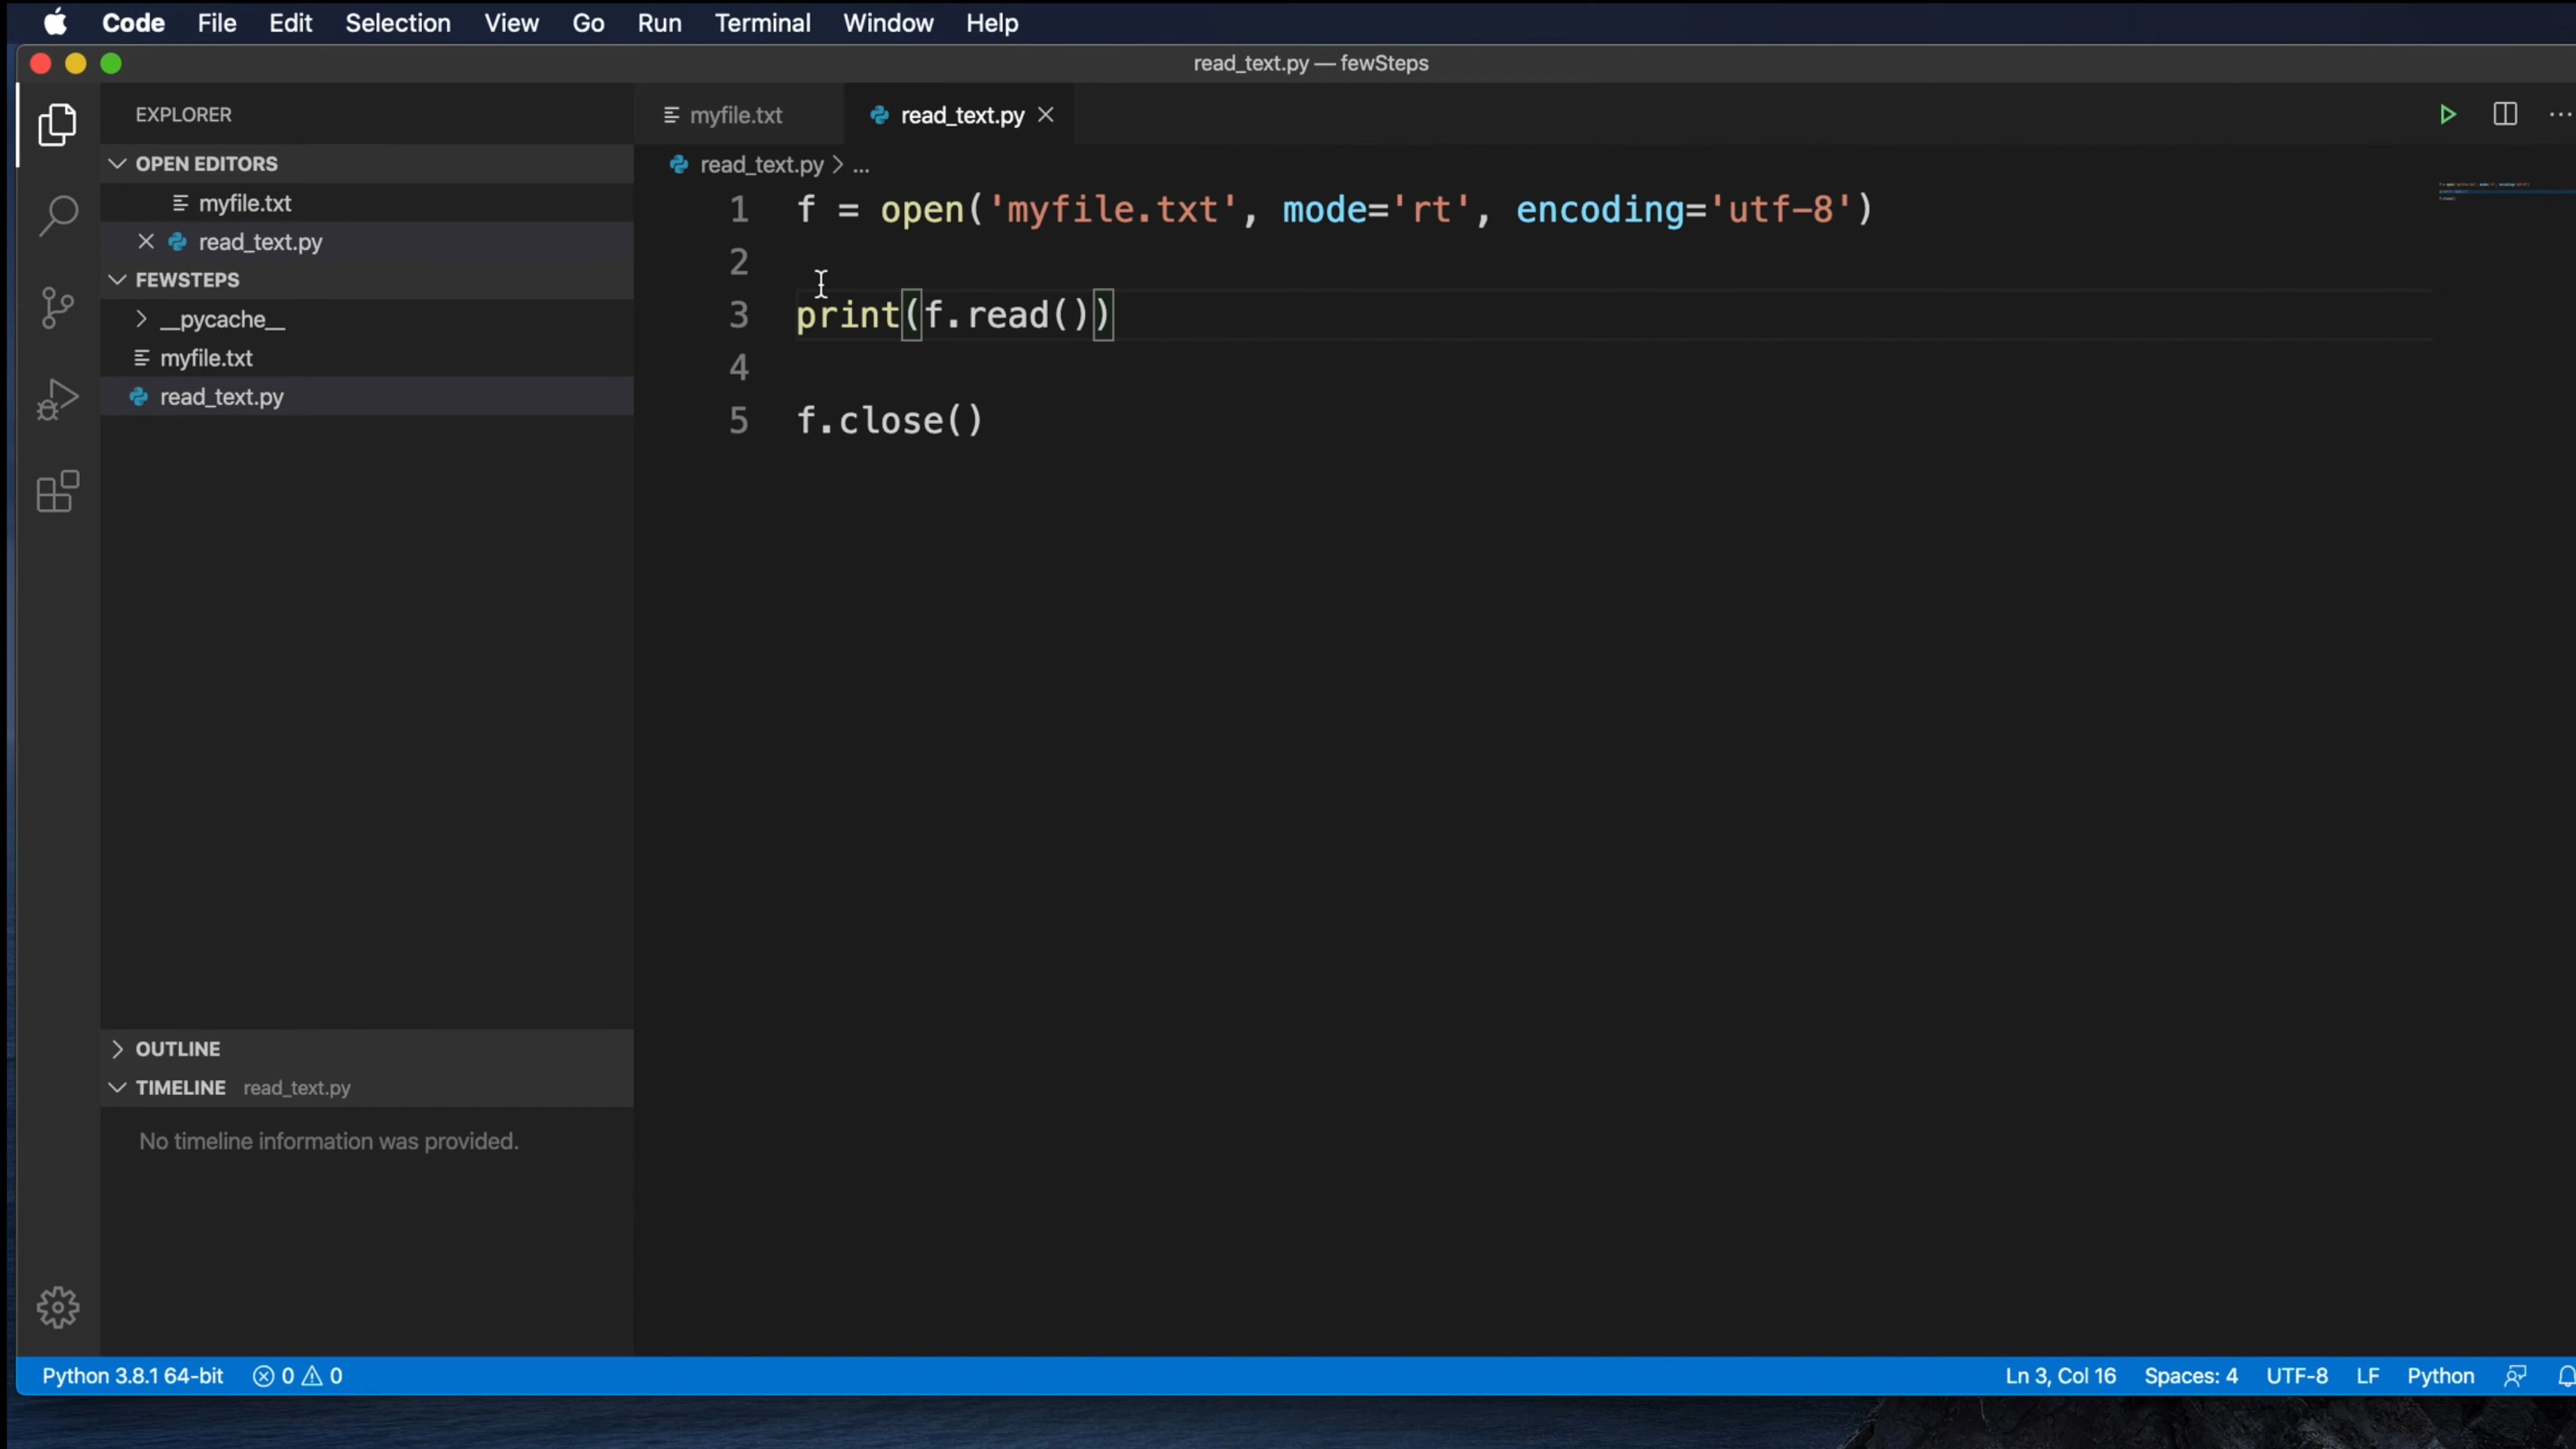 Code File Edit Selection View Go Run Terminal Window Help
read_text.py — fewSteps
EXPLORER
OPEN EDITORS
myfile.txt
read_text.py
FEWSTEPS
__pycache__
myfile.txt
read_text.py
OUTLINE
TIMELINE read_text.py
No timeline information was provided.
myfile.txt read_text.py
read_text.py > ...
1 f = open('myfile.txt', mode='rt', encoding='utf-8')
2
3 print(f.read())
4
5 f.close()
Python 3.8.1 64-bit 0 0 Ln 3, Col 16 Spaces: 4 UTF-8 LF Python